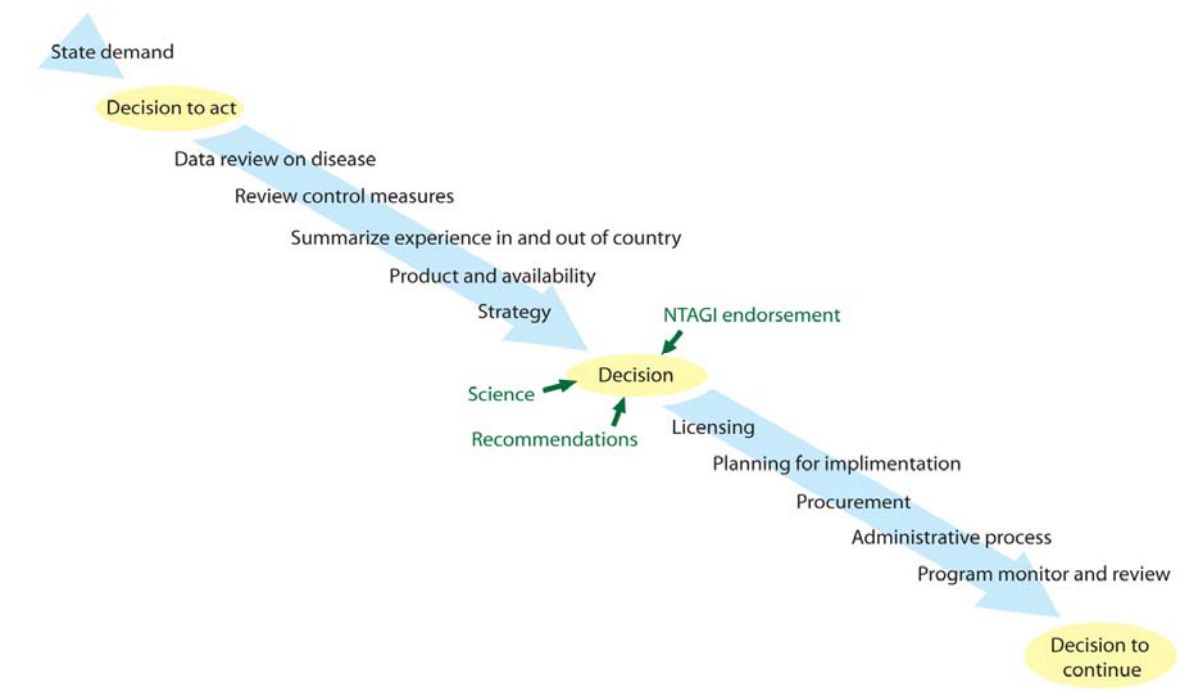 State demand
Decision to act
Data review on disease
Review control measures
Summarize experience in and out of country
Product and availability
Strategy
NTAGI endorsement
Decision
Science
Recommendations
Licensing
Planning for implimentation
Procurement
Administrative process
Program monitor and review
Decision to
continue